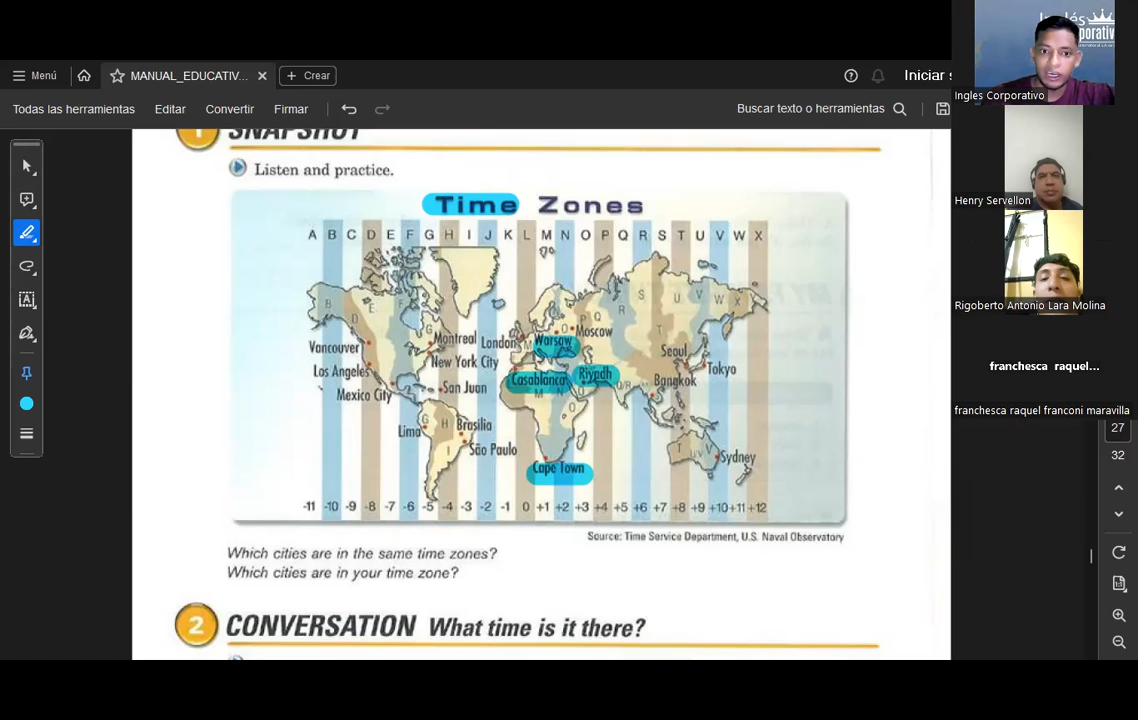 Inglés
Corporativo
Menú
MANUAL_EDUCATIV...
Crear
Iniciar s
Ingles Corporativo
Todas las herramientas
Editar
Convertir
Firmar
Buscar texto o herramientas
1 SNAPSHOT
Listen and practice.
Time Zones
A B C D E F G H I J K L M N O P Q R S T U V W X
Henry Servellon
Vancouver
Montreal
London
Warsaw
Moscow
Los Angeles
New York City
Casablanca
Riyadh
Seoul
Tokyo
Mexico City
San Juan
Bangkok
Lima
Brasilia
São Paulo
Cape Town
Sydney
-11 -10 -9 -8 -7 -6 -5 -4 -3 -2 -1 0 +1 +2 +3 +4 +5 +6 +7 +8 +9 +10 +11 +12
Source: Time Service Department, U.S. Naval Observatory
Which cities are in the same time zones?
Which cities are in your time zone?
2 CONVERSATION What time is it there?
Rigoberto Antonio Lara Molina
franchesca raquel...
franchesca raquel franconi maravilla
27
32